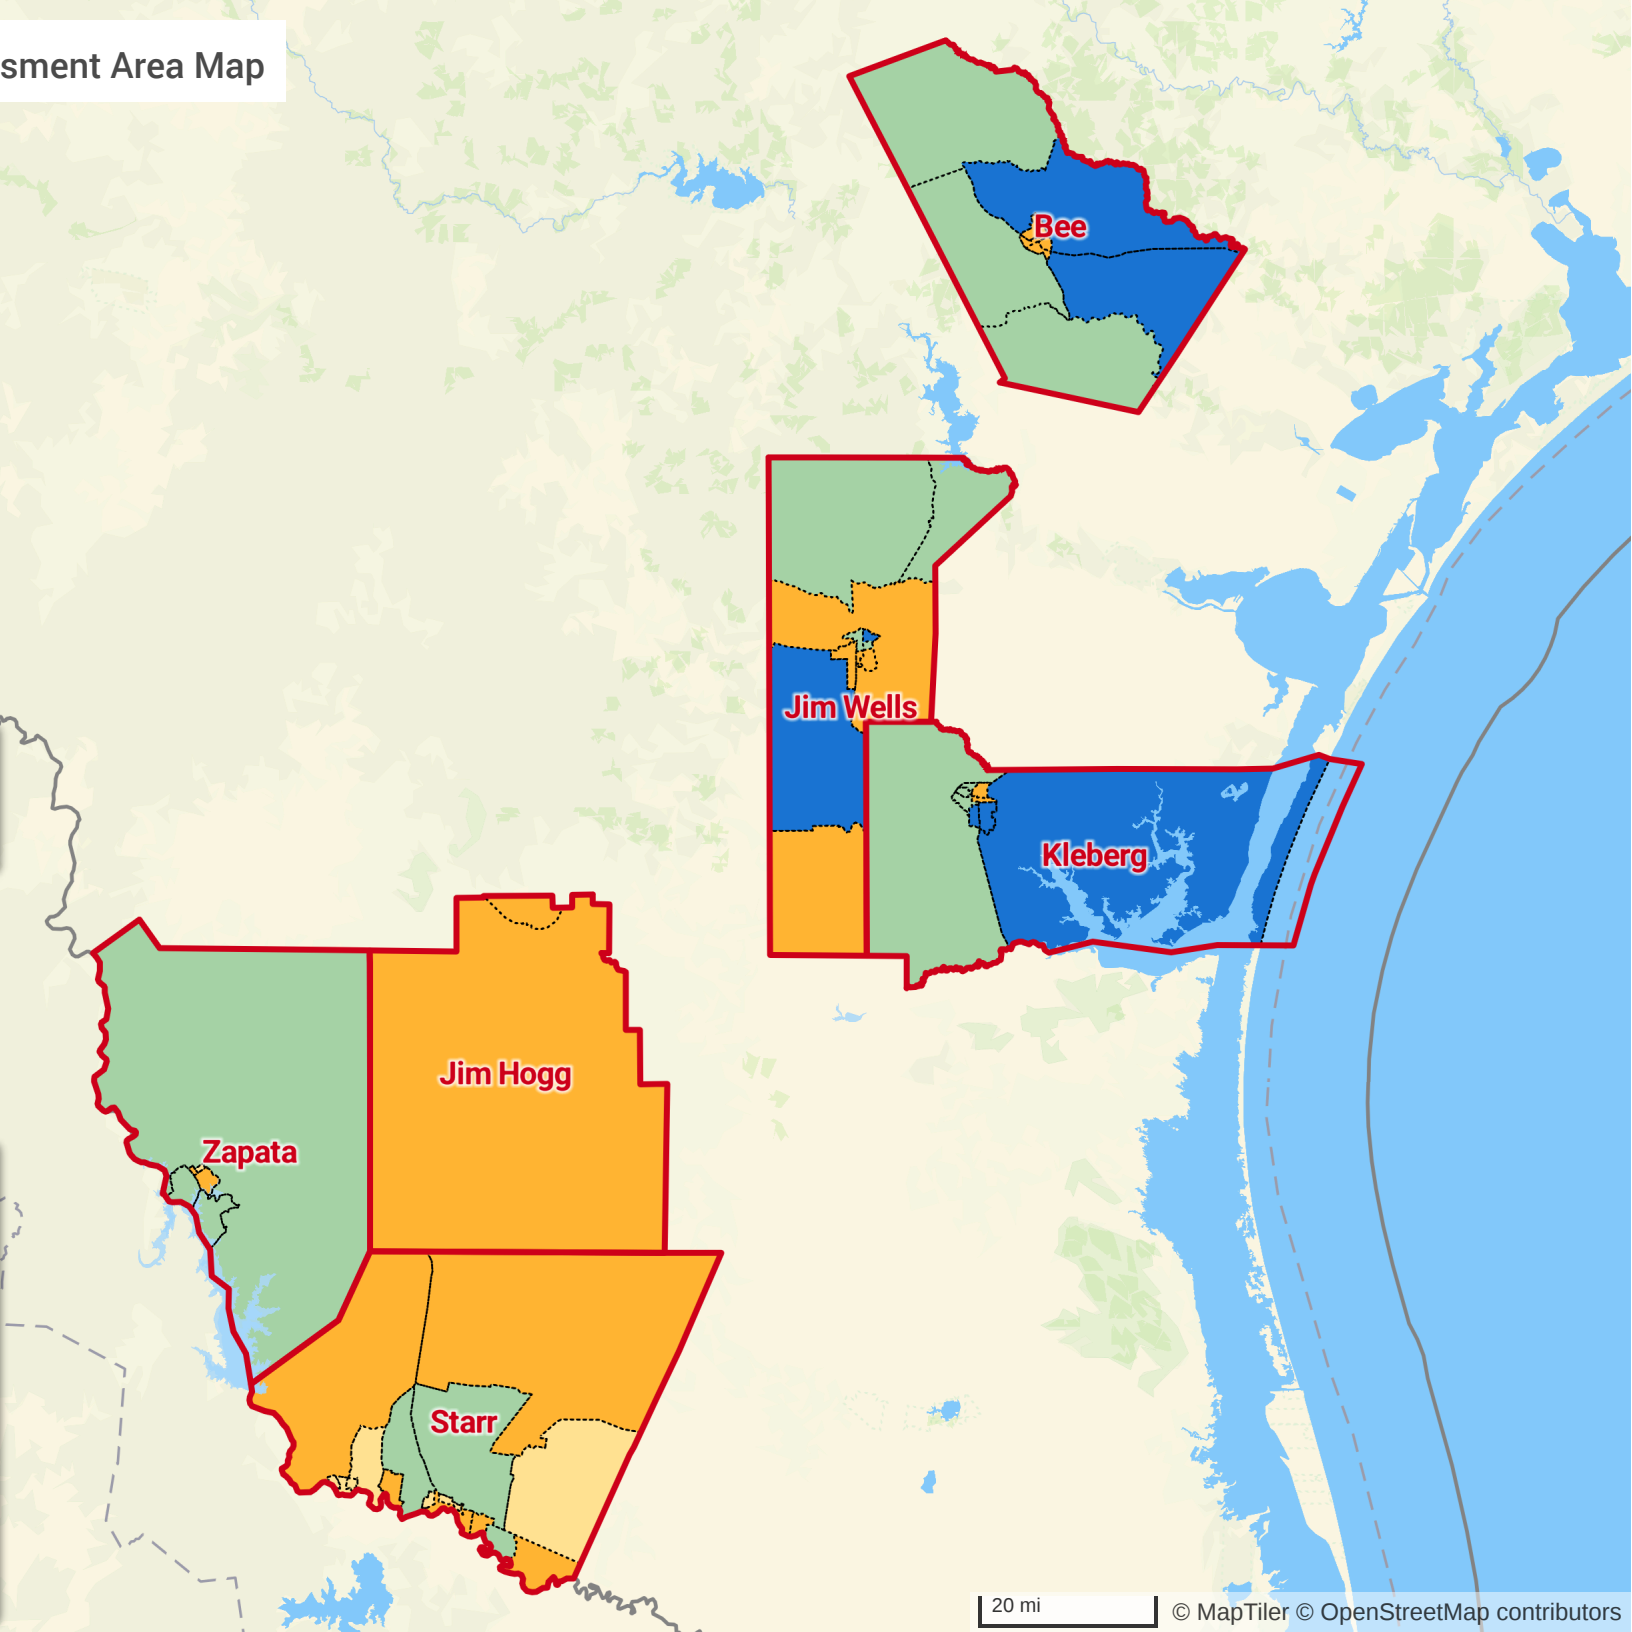 sment Area Map
Bee
Jim Wells
Kleberg
Jim Hogg
Zapata
Starr
20 mi
© MapTiler © OpenStreetMap contributors